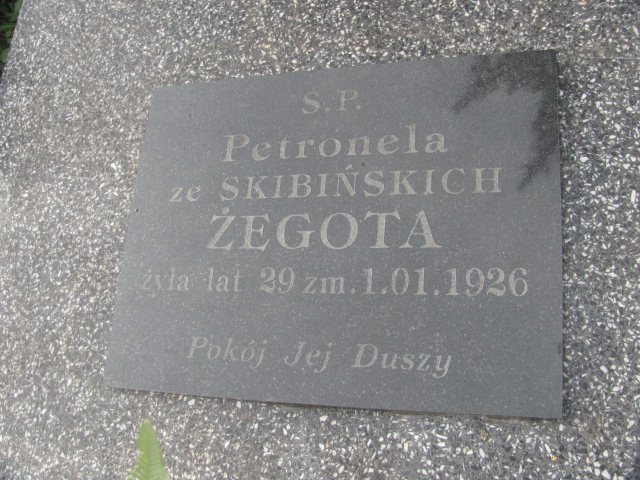 Ś.P.
Petronela
ze SKIBIŃSKICH
ŻEGOTA
żyła lat 29 zm. 1.01.1926
Pokój Jej Duszy